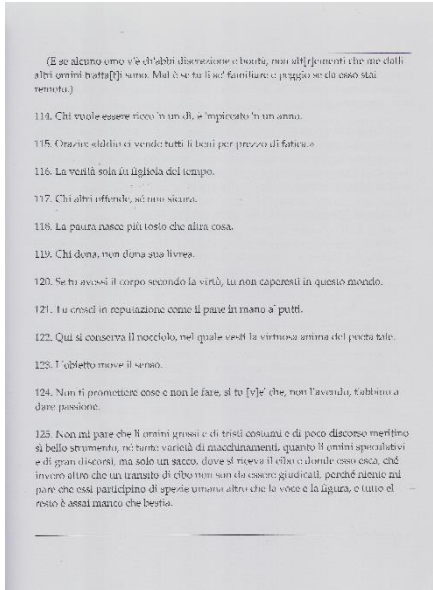 (E se alcuno omo v'è ch'abbi discrezione e bontà, non alt[r]ementi che me dalli
altri omini tratta[t]i sono. Mal è se tu li se' familiare e peggio se da esso stai
remoto.)
114. Chi vuole essere ricco 'n un dì, è 'mpiccato 'n un anno.
115. Orazio: «Iddio ci vende tutti li beni per prezzo di fatica.»
116. La verità sola fu figliola del tempo.
117. Chi altri offende, sé non sicura.
118. La paura nasce più tosto che altra cosa.
119. Chi dona, non dona sua livrea.
120. Se tu avessi il corpo secondo la virtù, tu non caperesti in questo mondo.
121. Tu cresci in reputazione come il pane in mano a' putti.
122. Qui si conserva il nocciolo, nel quale vestì la virtuosa anima del poeta tale.
123. L'obietto move il senso.
124. Non ti promettere cose e non le fare, si tu [v]e' che, non l'avendo, t'abbino a
dare passione.
125. Non mi pare che li omini grossi e di tristi costumi e di poco discorso meritino
sì bello strumento, né tante varietà di macchinamenti, quanto li omini speculativi
e di gran discorsi, ma solo un sacco, dove si riceva il cibo e donde esso esca, ché
invero altro che un transito di cibo non son da essere giudicati, perché niente mi
pare che essi participino di spezie umana altro che la voce e la figura, e tutto el
resto è assai manco che bestia.